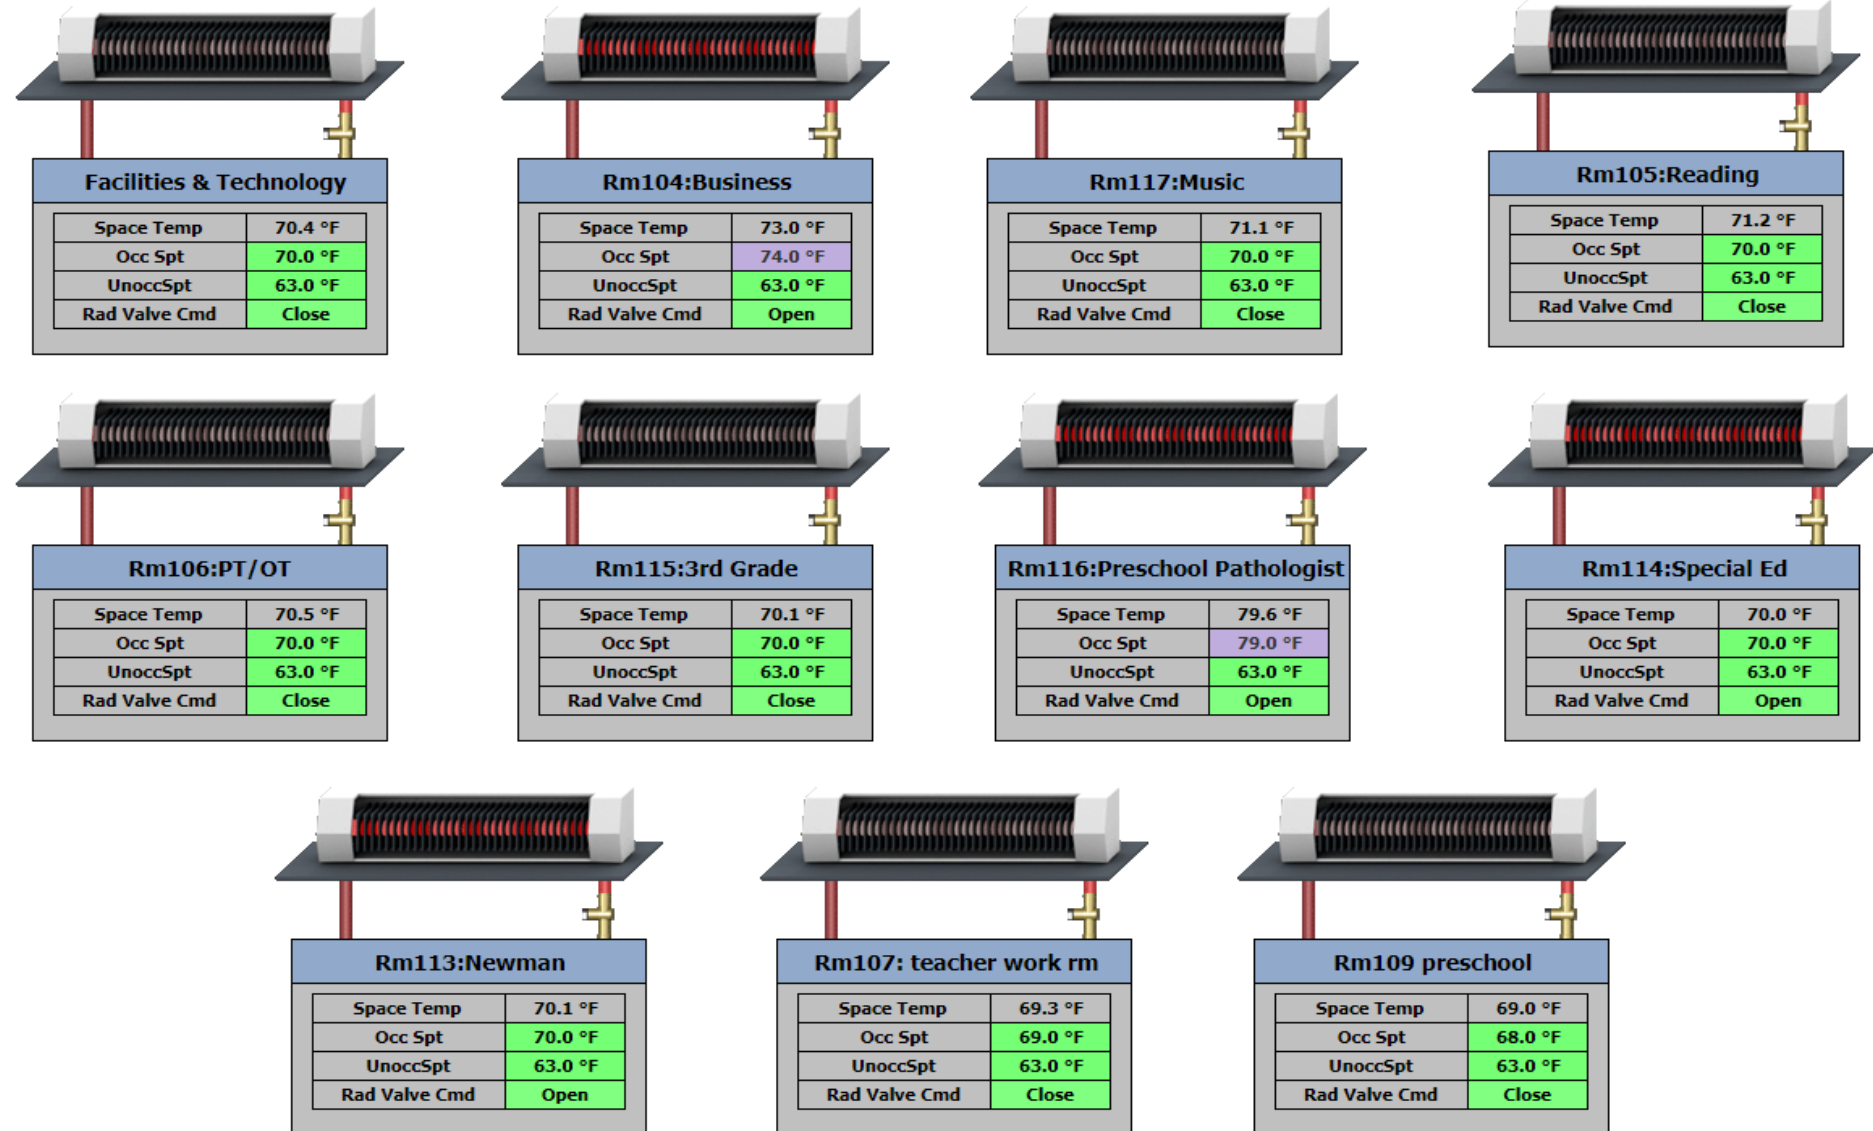 Facilities & Technology
Space Temp 70.4 °F
Occ Spt 70.0 °F
UnoccSpt 63.0 °F
Rad Valve Cmd Close
Rm104:Business
Space Temp 73.0 °F
Occ Spt 74.0 °F
UnoccSpt 63.0 °F
Rad Valve Cmd Open
Rm117:Music
Space Temp 71.1 °F
Occ Spt 70.0 °F
UnoccSpt 63.0 °F
Rad Valve Cmd Close
Rm105:Reading
Space Temp 71.2 °F
Occ Spt 70.0 °F
UnoccSpt 63.0 °F
Rad Valve Cmd Close
Rm106:PT/OT
Space Temp 70.5 °F
Occ Spt 70.0 °F
UnoccSpt 63.0 °F
Rad Valve Cmd Close
Rm115:3rd Grade
Space Temp 70.1 °F
Occ Spt 70.0 °F
UnoccSpt 63.0 °F
Rad Valve Cmd Close
Rm116:Preschool Pathologist
Space Temp 79.6 °F
Occ Spt 79.0 °F
UnoccSpt 63.0 °F
Rad Valve Cmd Open
Rm114:Special Ed
Space Temp 70.0 °F
Occ Spt 70.0 °F
UnoccSpt 63.0 °F
Rad Valve Cmd Open
Rm113:Newman
Space Temp 70.1 °F
Occ Spt 70.0 °F
UnoccSpt 63.0 °F
Rad Valve Cmd Open
Rm107: teacher work rm
Space Temp 69.3 °F
Occ Spt 69.0 °F
UnoccSpt 63.0 °F
Rad Valve Cmd Close
Rm109 preschool
Space Temp 69.0 °F
Occ Spt 68.0 °F
UnoccSpt 63.0 °F
Rad Valve Cmd Close